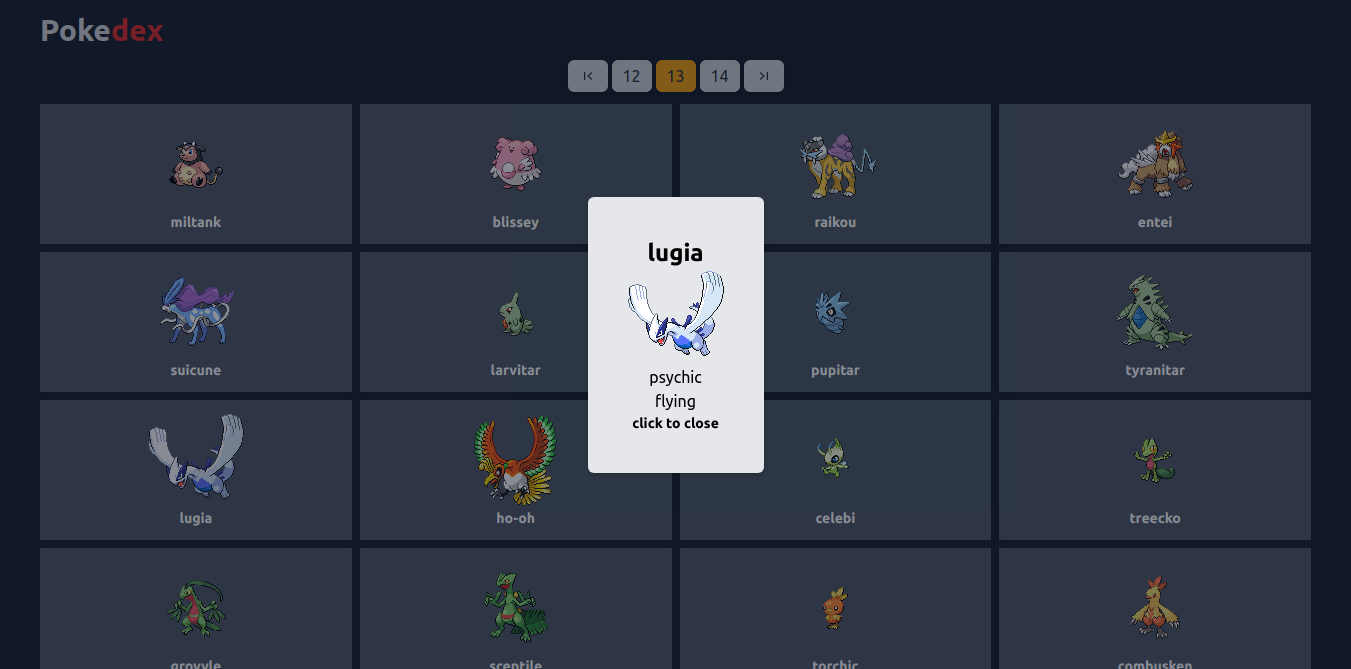 Pokedex
12 13 14
miltank blissey raikou entei
lugia
suicune larvitar pupitar tyranitar
psychic
flying
click to close
lugia ho-oh celebi treecko
grovyle sceptile torchic combusken